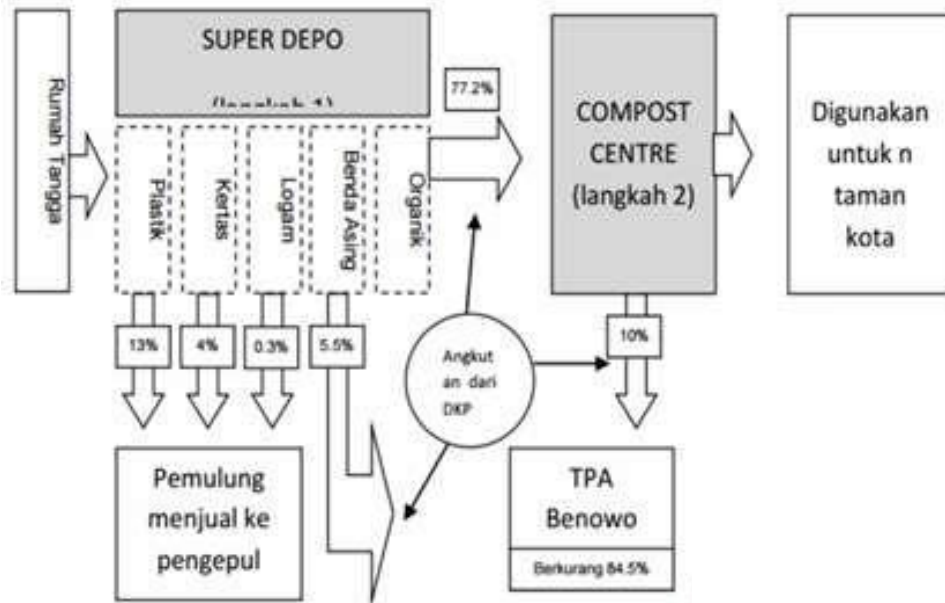 Rumah Tangga
SUPER DEPO
(langkah 1)
77.2%
Plastik
Kertas
Logam
Benda Asing
Organik
COMPOST
CENTRE
(langkah 2)
Digunakan
untuk n
taman
kota
13%
4%
0.3%
5.5%
10%
Angkut
an dari
DKP
Pemulung
menjual ke
pengepul
TPA
Benowo
Berkurang 84.5%